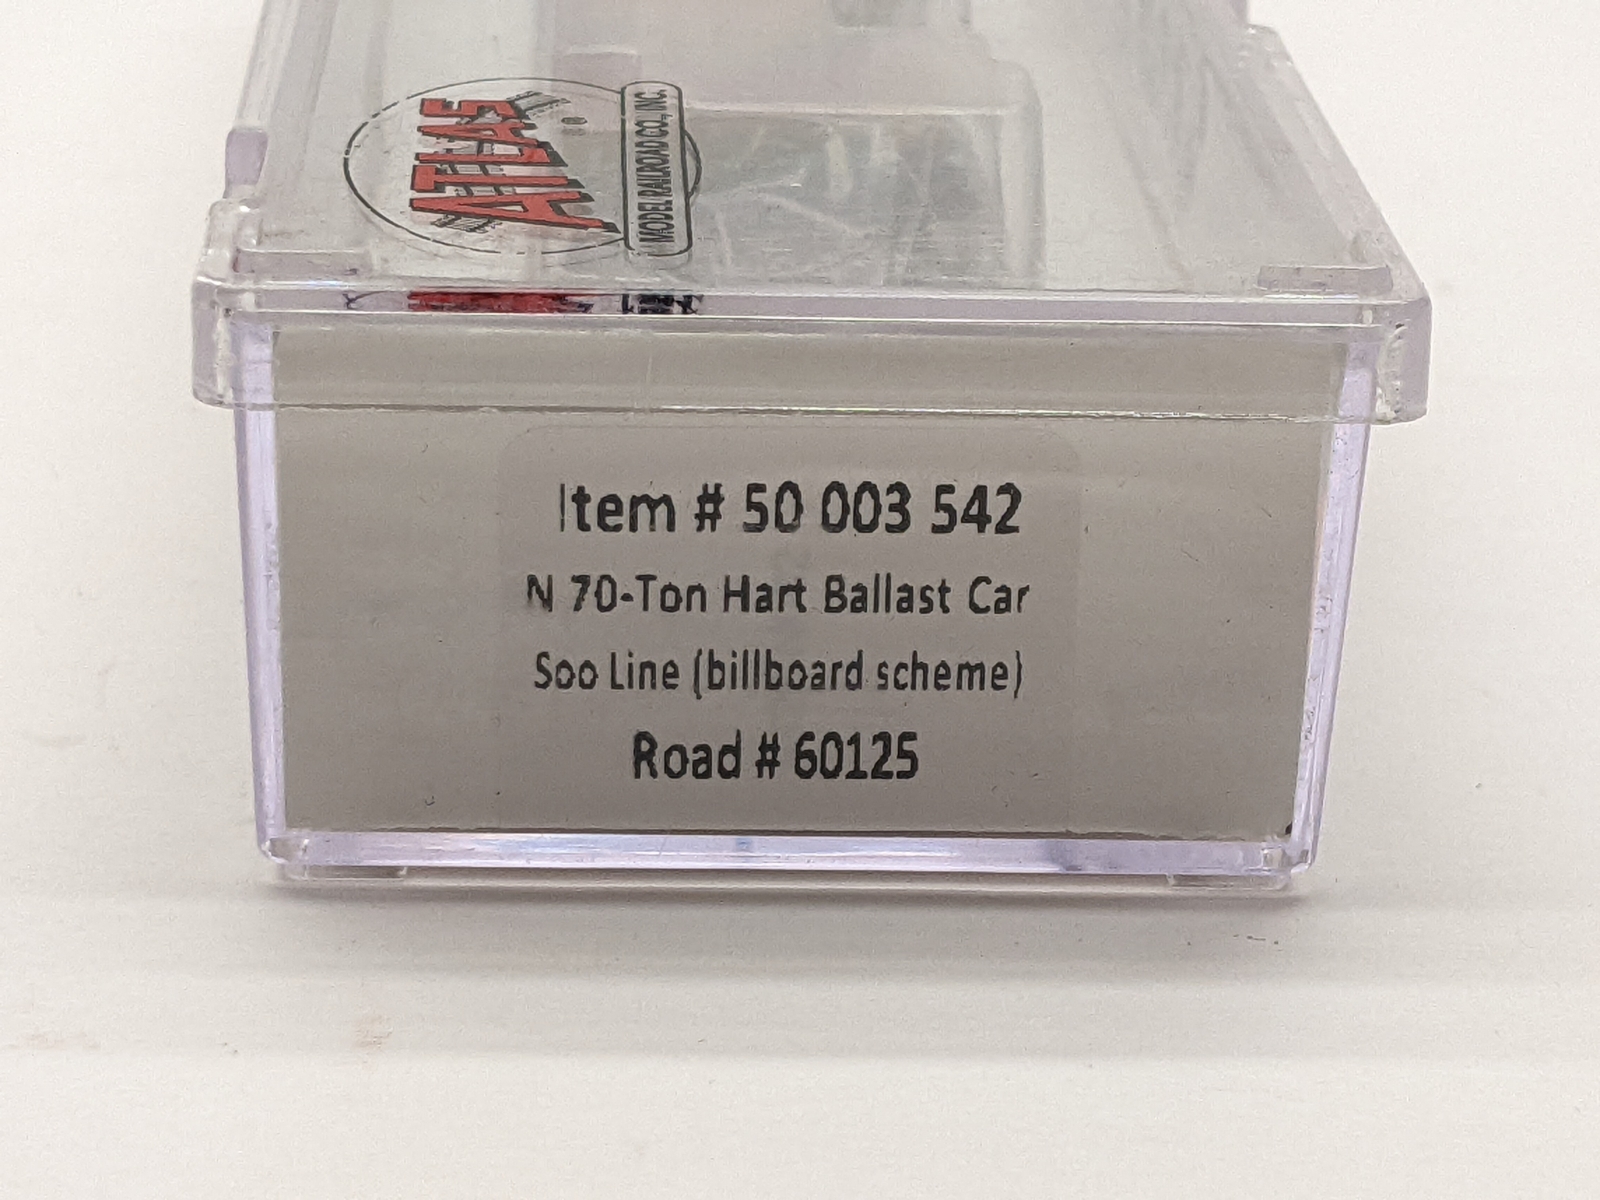 ATLAS
MODEL RAILROAD CO., INC.
Item # 50 003 542
N 70-Ton Hart Ballast Car
Soo Line (billboard scheme)
Road # 60125